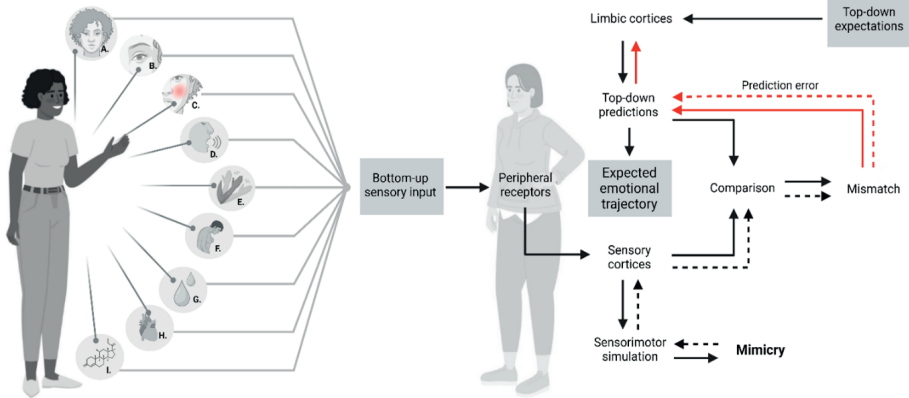 A.
B.
C.
D.
E.
F.
G.
H.
I.
Bottom-up
sensory input
Peripheral
receptors
Limbic cortices
Top-down
expectations
Top-down
predictions
Prediction error
Expected
emotional
trajectory
Comparison
Mismatch
Sensory
cortices
Sensorimotor
simulation
Mimicry